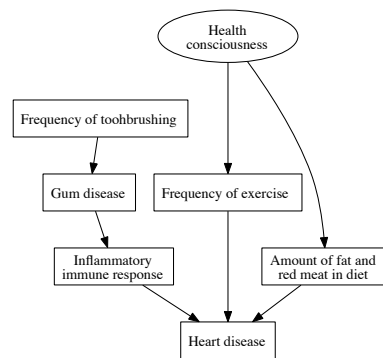 Health
consciousness
Frequency of toohbrushing
Gum disease
Frequency of exercise
Inflammatory
immune response
Amount of fat and
red meat in diet
Heart disease